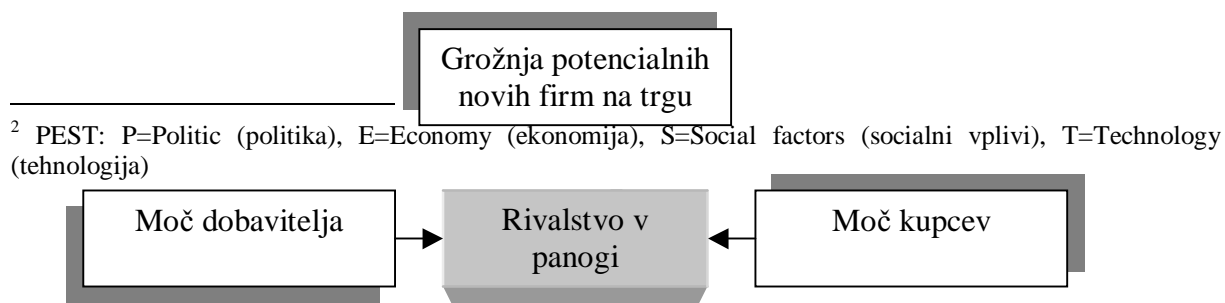 Grožnja potencialnih
novih firm na trgu
2 PEST: P=Politic (politika), E=Economy (ekonomija), S=Social factors (socialni vplivi), T=Technology
(tehnologija)
Moč dobavitelja
Rivalstvo v
panogi
Moč kupcev